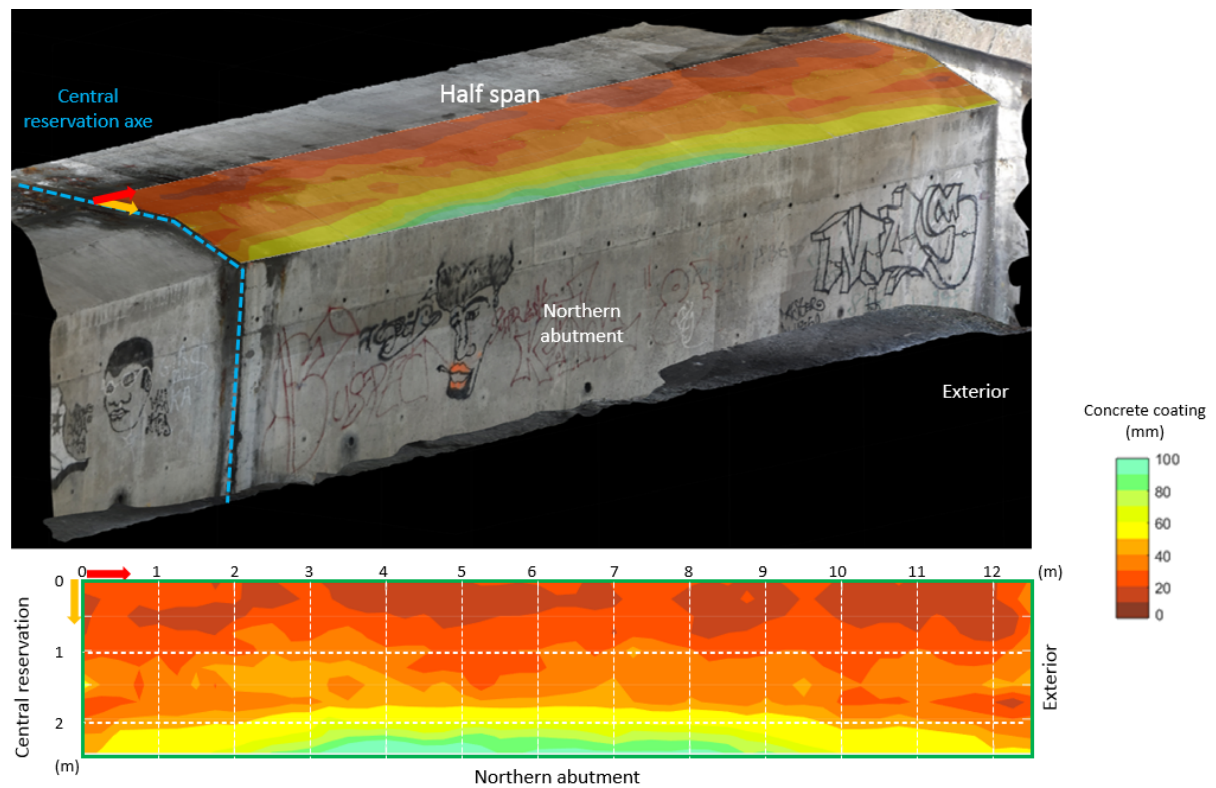 Half span
Central
reservation axe
MLS
Northern
abutment
Exterior
Concrete coating
(mm)
100
80
60
40
20
0
0 1 2 3 4 5 6 7 8 9 10 11 12 (m)
0
1
2
(m)
Central reservation
Exterior
Northern abutment